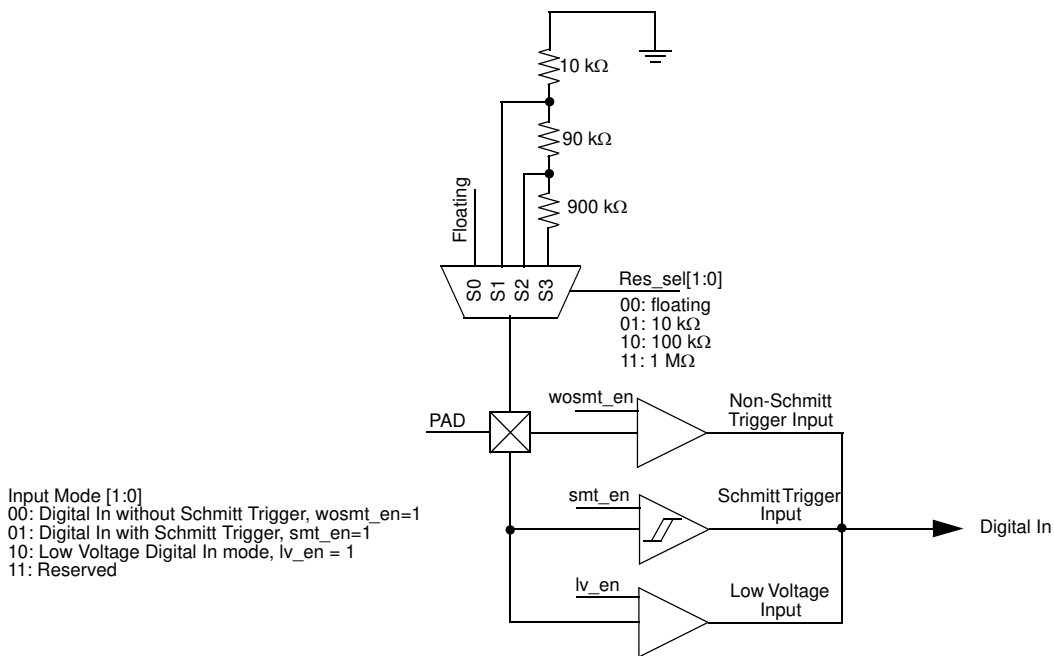 10 kΩ
90 kΩ
900 kΩ
Floating
S0
S1
S2
S3
Res_sel[1:0]
00: floating
01: 10 kΩ
10: 100 kΩ
11: 1 MΩ
PAD
wosmt_en
Non-Schmitt
Trigger Input
Input Mode [1:0]
00: Digital In without Schmitt Trigger, wosmt_en=1
01: Digital In with Schmitt Trigger, smt_en=1
10: Low Voltage Digital In mode, lv_en = 1
11: Reserved
smt_en
Schmitt Trigger
Input
Digital In
lv_en
Low Voltage
Input